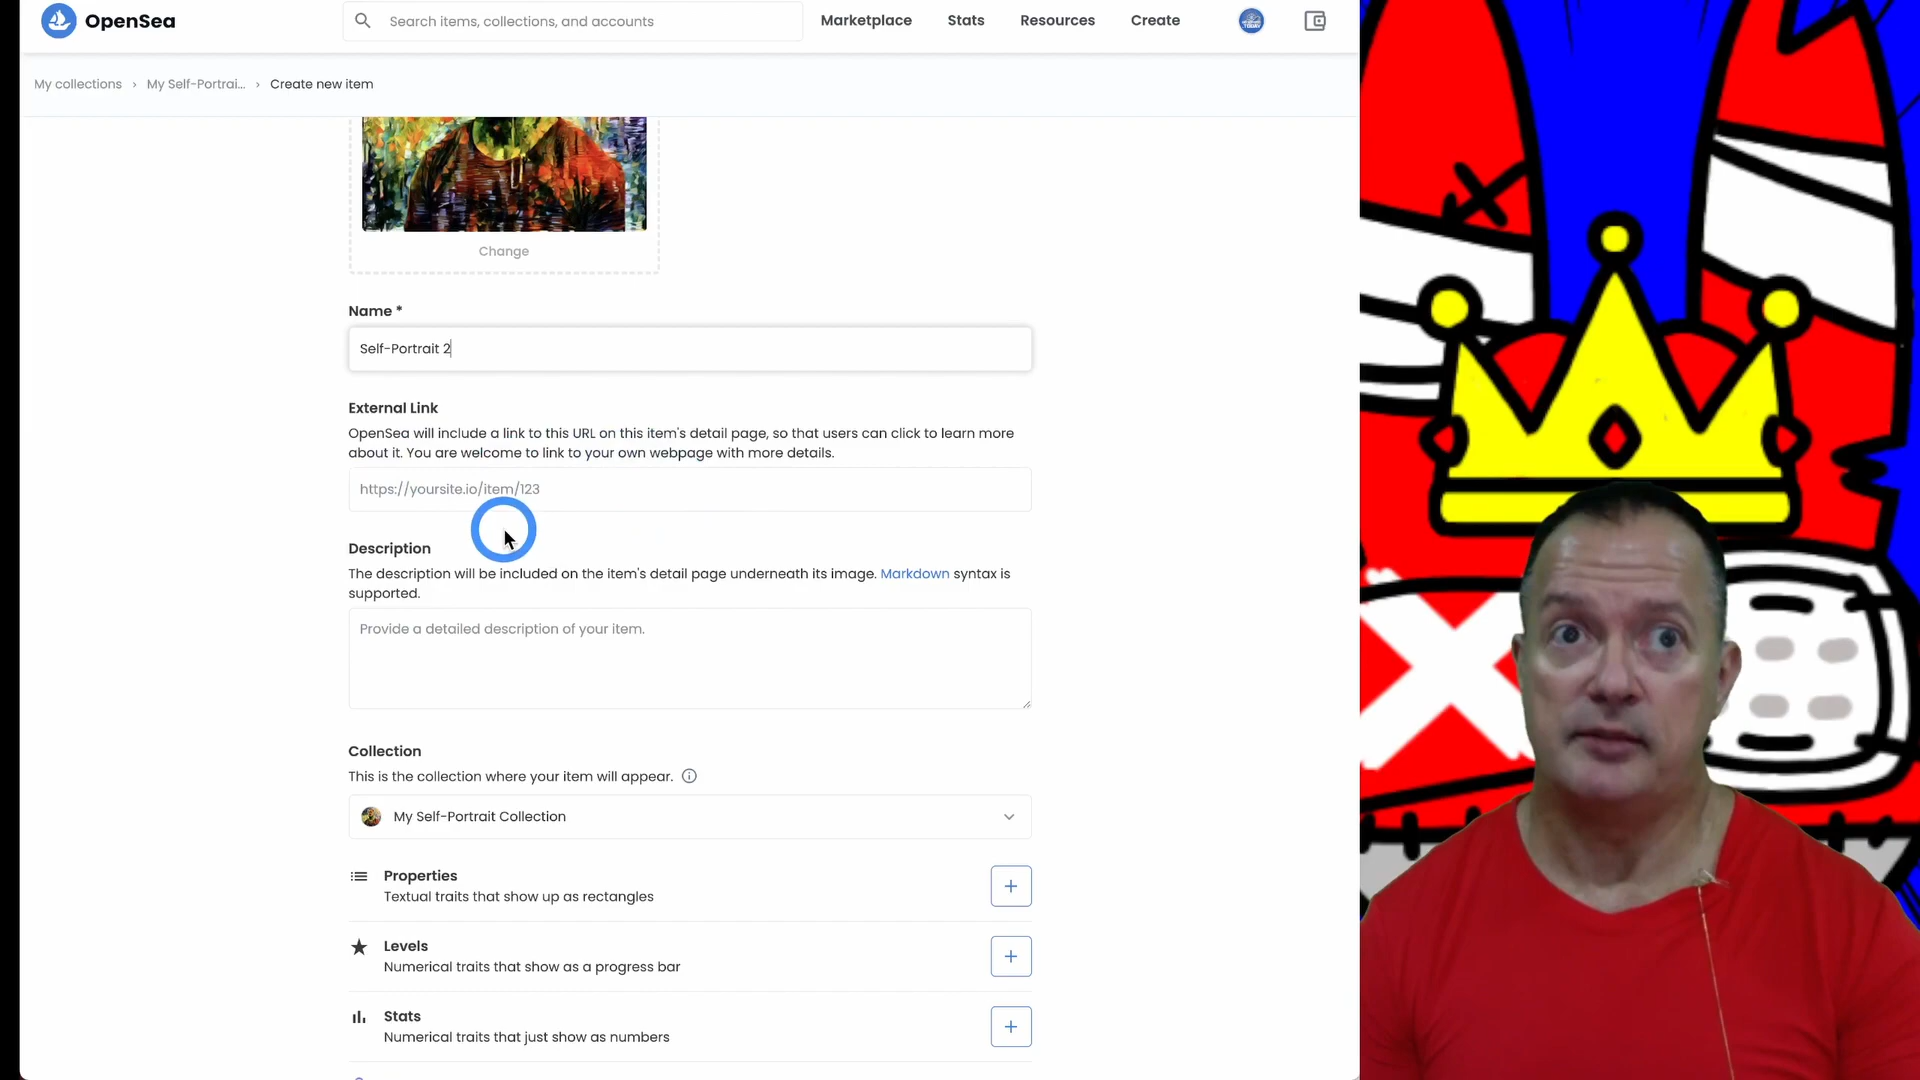 OpenSea
Search items, collections, and accounts
Marketplace
Stats
Resources
Create
My collections › My Self-Portrai... › Create new item
Change
Name *
Self-Portrait 2
External Link
OpenSea will include a link to this URL on this item's detail page, so that users can click to learn more
about it. You are welcome to link to your own webpage with more details.
https://yoursite.io/item/123
Description
The description will be included on the item's detail page underneath its image. Markdown syntax is
supported.
Provide a detailed description of your item.
Collection
This is the collection where your item will appear.
My Self-Portrait Collection
Properties
Textual traits that show up as rectangles
Levels
Numerical traits that show as a progress bar
Stats
Numerical traits that just show as numbers